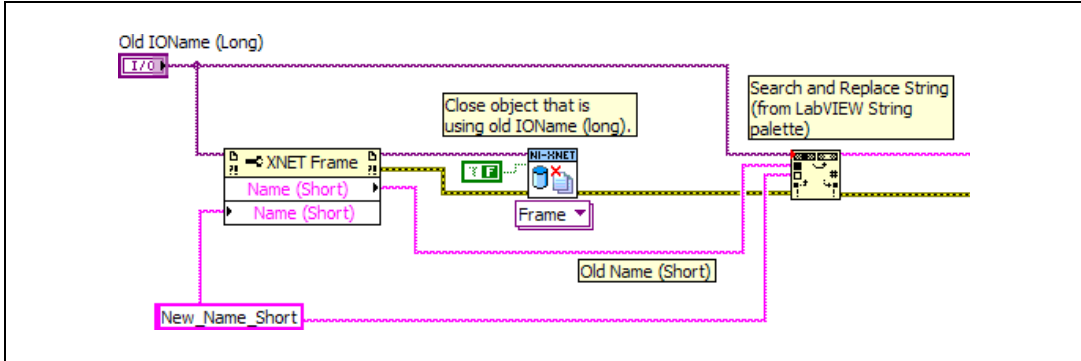 Old IOName (Long)
I/O
Close object that is
using old IOName (long).
Search and Replace String
(from LabVIEW String
palette)
XNET Frame
Name (Short)
Name (Short)
?!
?!
T F
NI-XNET
Frame
Old Name (Short)
New_Name_Short